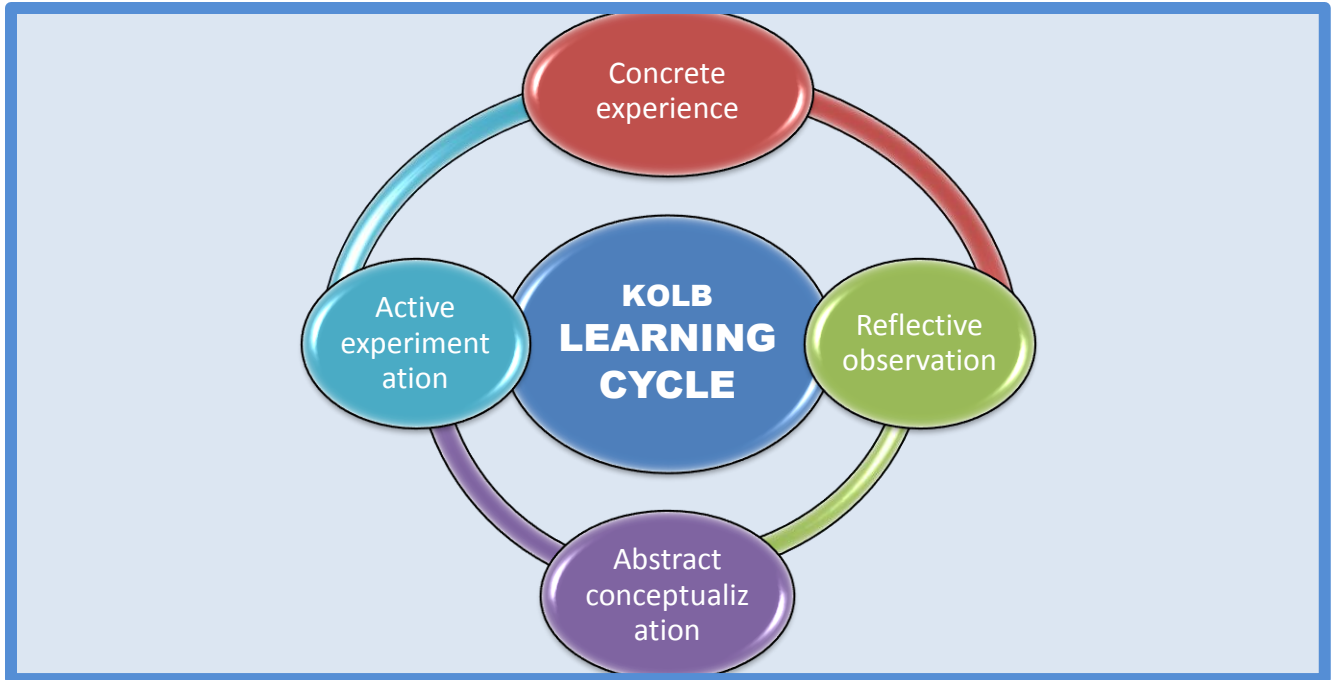 Concrete
experience
KOLB
LEARNING
CYCLE
Active
experiment
ation
Reflective
observation
Abstract
conceptualiz
ation